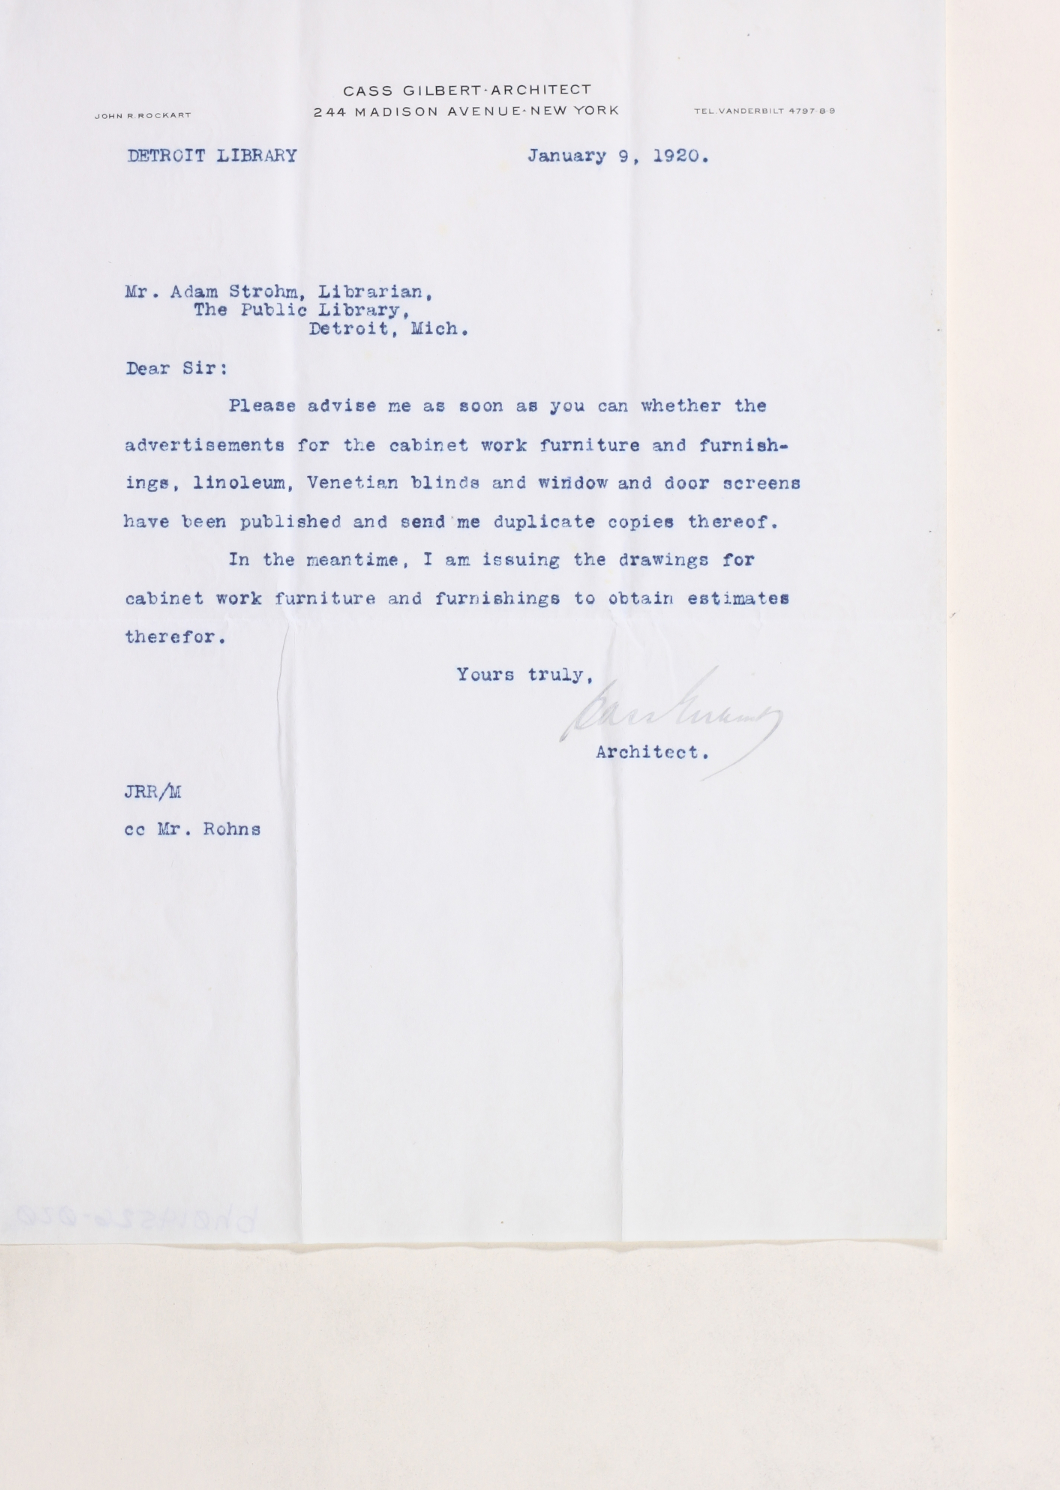 CASS GILBERT-ARCHITECT
244 MADISON AVENUE-NEW YORK
JOHN R. ROCKART
TEL. VANDERBILT 4797-8-9
DETROIT LIBRARY January 9, 1920.
Mr. Adam Strohm, Librarian,
The Public Library,
Detroit, Mich.
Dear Sir:
Please advise me as soon as you can whether the
advertisements for the cabinet work furniture and furnish-
ings, linoleum, Venetian blinds and window and door screens
have been published and send me duplicate copies thereof.
In the meantime, I am issuing the drawings for
cabinet work furniture and furnishings to obtain estimates
therefor.
Yours truly,
Cass Gilbert
Architect.
JRR/M
cc Mr. Rohns